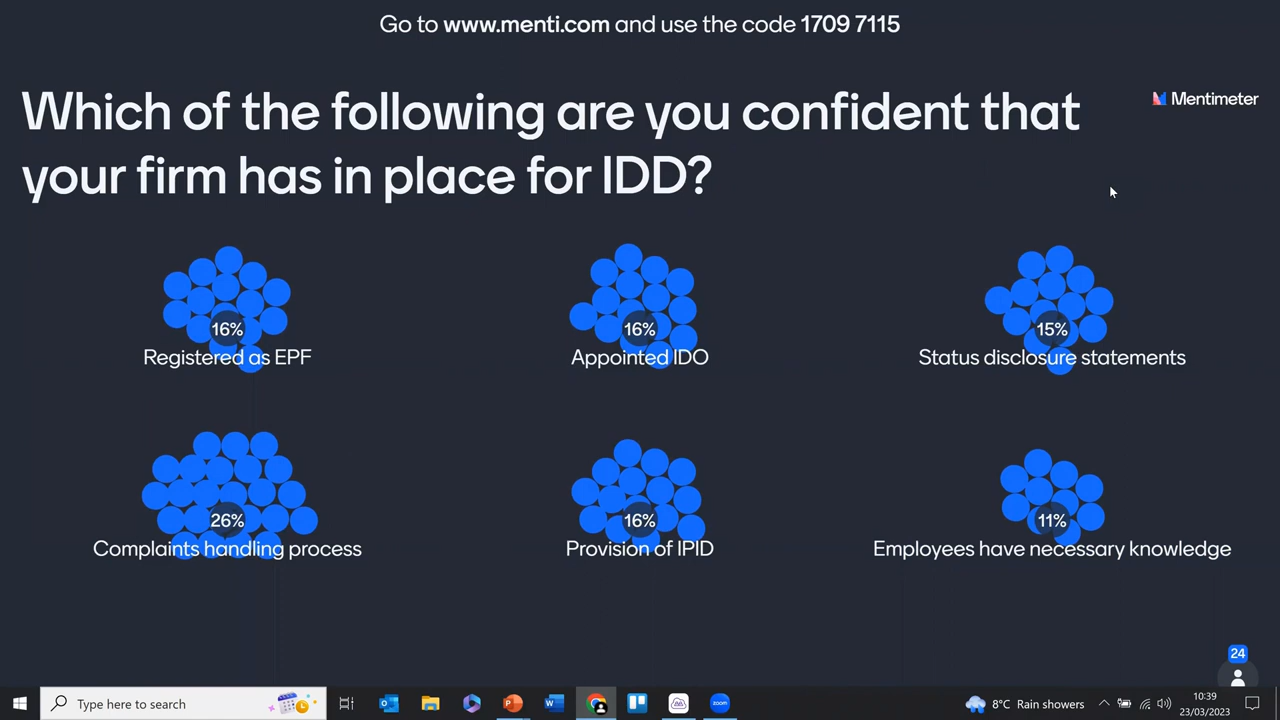 Go to www.menti.com and use the code 1709 7115
Mentimeter
Which of the following are you confident that
your firm has in place for IDD?
16%
Registered as EPF
16%
Appointed IDO
15%
Status disclosure statements
26%
Complaints handling process
16%
Provision of IPID
11%
Employees have necessary knowledge
24
Type here to search
8°C Rain showers
10:39
23/03/2023
zoom